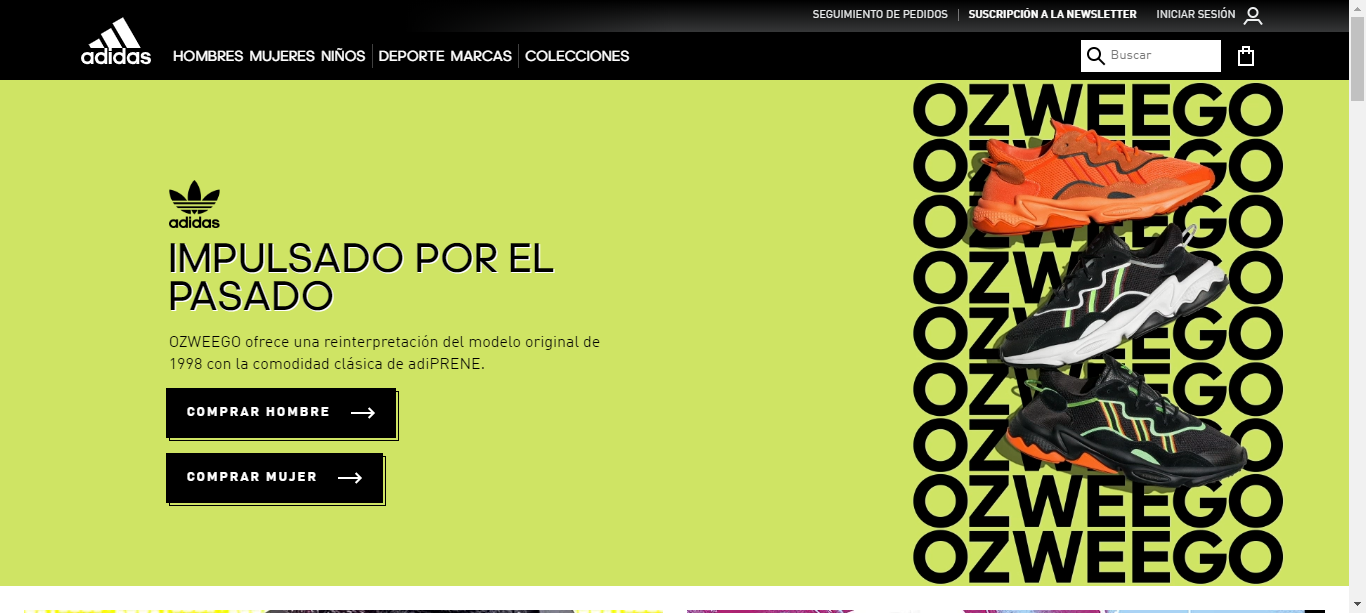 SEGUIMIENTO DE PEDIDOS SUSCRIPCIÓN A LA NEWSLETTER INICIAR SESIÓN
adidas
HOMBRES MUJERES NIÑOS DEPORTE MARCAS COLECCIONES
Buscar
adidas
IMPULSADO POR EL
PASADO
OZWEEGO ofrece una reinterpretación del modelo original de
1998 con la comodidad clásica de adiPRENE.
COMPRAR HOMBRE
COMPRAR MUJER
OZWEEGO
OZWEEGO
OZWEEGO
OZWEEGO
OZWEEGO
OZWEEGO
OZWEEGO
OZWEEGO
OZWEEGO